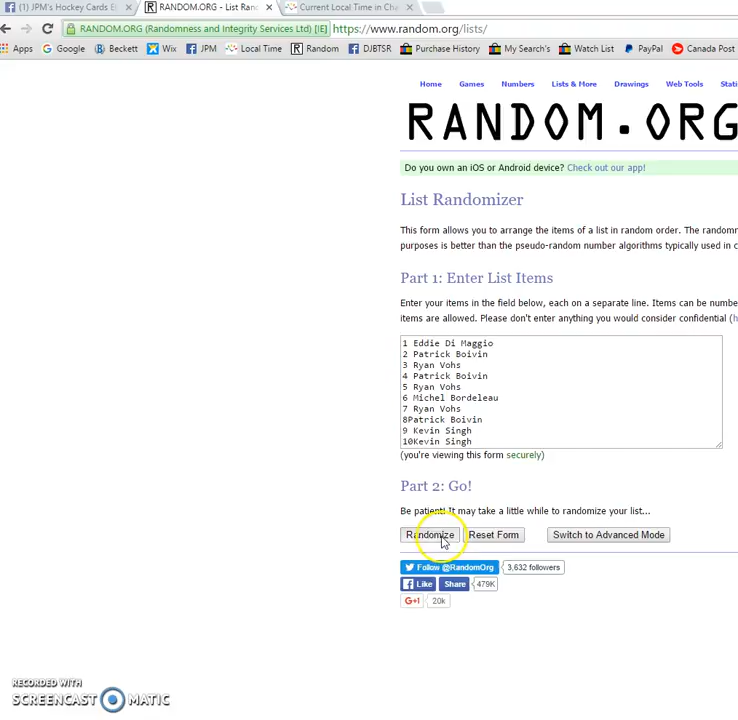 (1) JPM's Hockey Cards E
RANDOM.ORG - List Ran
Current Local Time in Cha
RANDOM.ORG (Randomness and Integrity Services Ltd) [IE]
https://www.random.org/lists/
Apps
Google
Beckett
Wix
JPM
Local Time
Random
DJBTSR
Purchase History
My Search's
Watch List
PayPal
Canada Post
Home
Games
Numbers
Lists & More
Drawings
Web Tools
Stati
RANDOM.ORG
Do you own an iOS or Android device? Check out our app!
List Randomizer
This form allows you to arrange the items of a list in random order. The randomn
purposes is better than the pseudo-random number algorithms typically used in c
Part 1: Enter List Items
Enter your items in the field below, each on a separate line. Items can be numbe
items are allowed. Please don't enter anything you would consider confidential (h
1 Eddie Di Maggio
2 Patrick Boivin
3 Ryan Vohs
4 Patrick Boivin
5 Ryan Vohs
6 Michel Bordeleau
7 Ryan Vohs
8Patrick Boivin
9 Kevin Singh
10Kevin Singh
(you're viewing this form securely)
Part 2: Go!
Be patient! It may take a little while to randomize your list...
Randomize
Reset Form
Switch to Advanced Mode
Follow @RandomOrg
3,632 followers
Like
Share
479K
G+1
20k
RECORDED WITH
SCREENCAST MATIC